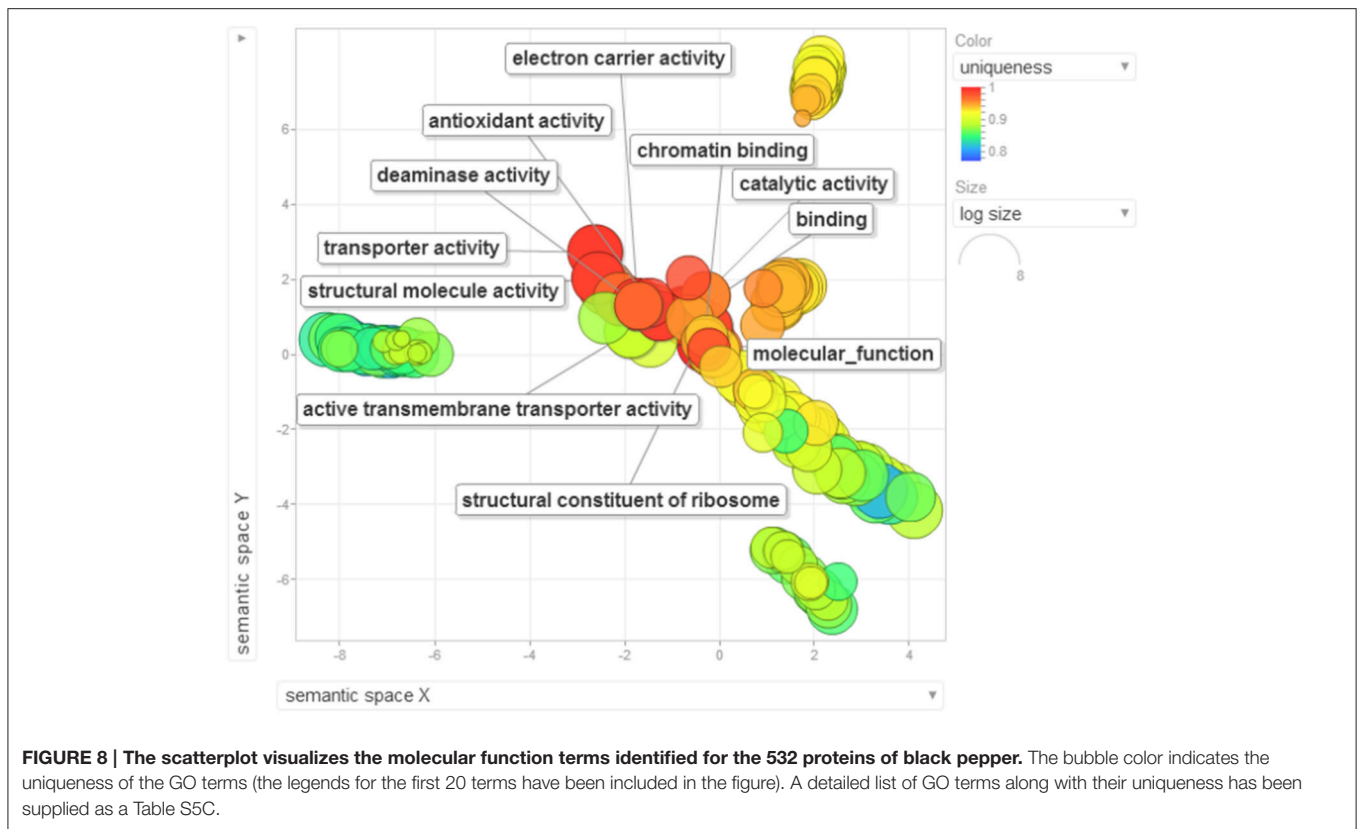 electron carrier activity
antioxidant activity
chromatin binding
deaminase activity
catalytic activity
binding
transporter activity
structural molecule activity
molecular_function
active transmembrane transporter activity
structural constituent of ribosome
6
4
2
0
-2
-4
-6
semantic space Y
-8 -6 -4 -2 0 2 4
semantic space X
Color
uniqueness
1
0.9
0.8
Size
log size
8
FIGURE 8 | The scatterplot visualizes the molecular function terms identified for the 532 proteins of black pepper. The bubble color indicates the
uniqueness of the GO terms (the legends for the first 20 terms have been included in the figure). A detailed list of GO terms along with their uniqueness has been
supplied as a Table S5C.